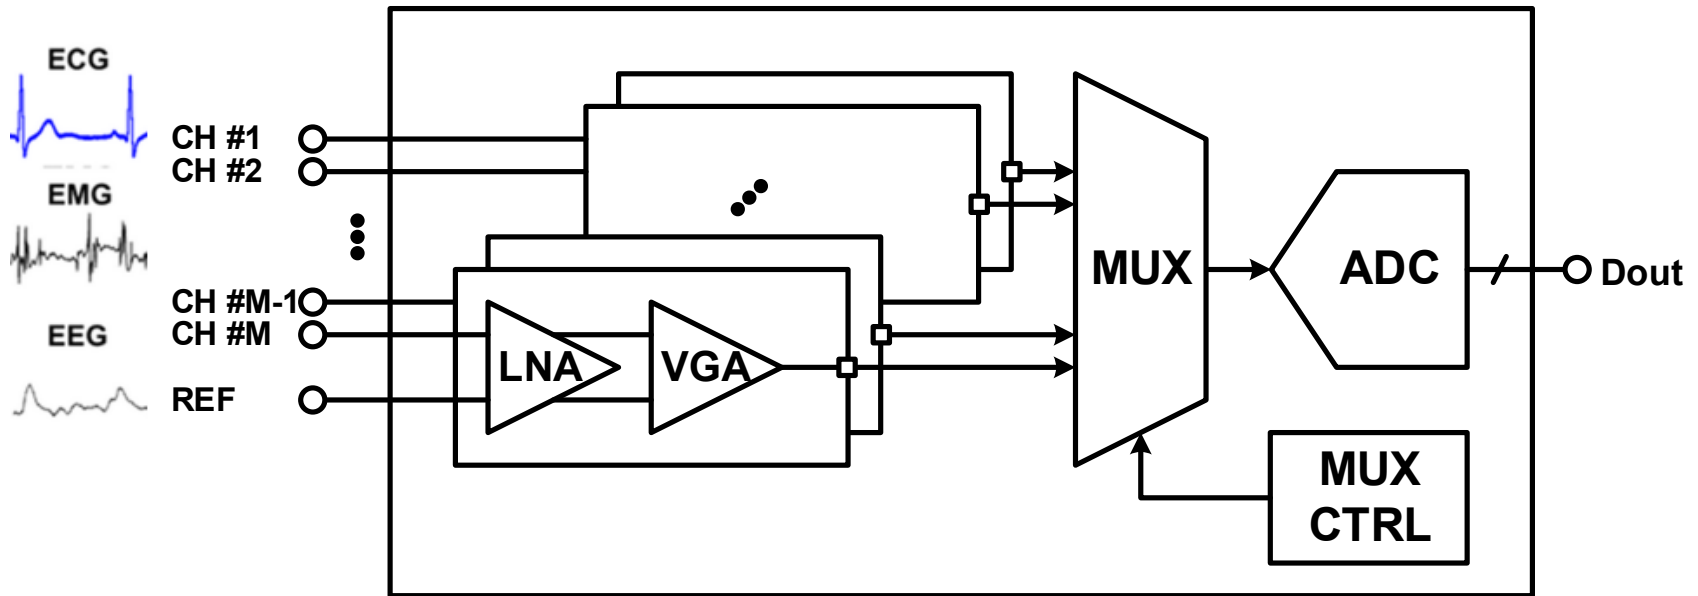 ECG
CH #1
CH #2
EMG
CH #M-1
CH #M
EEG
REF
LNA
VGA
MUX
ADC
Dout
MUX
CTRL